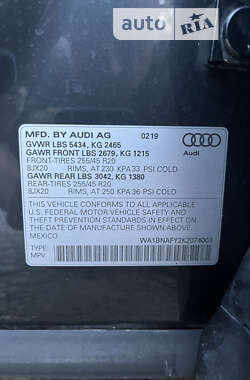 AUTO RIA
MFD. BY AUDI AG 0219
GVWR LBS 5434, KG 2465
GAWR FRONT LBS 2679, KG 1215
FRONT-TIRES 255/45 R20
8JX20 RIMS, AT 230 KPA 33 PSI COLD
GAWR REAR LBS 3042, KG 1380
REAR-TIRES 255/45 R20
8JX20 RIMS, AT 250 KPA 36 PSI COLD
Audi
THIS VEHICLE CONFORMS TO ALL APPLICABLE
U.S. FEDERAL MOTOR VEHICLE SAFETY
AND THEFT PREVENTION STANDARDS IN EFFECT
ON THE DATE OF MANUFACTURE SHOWN ABOVE.
MEXICO
TYPE: WA1BNAFY2K2074003
MPV